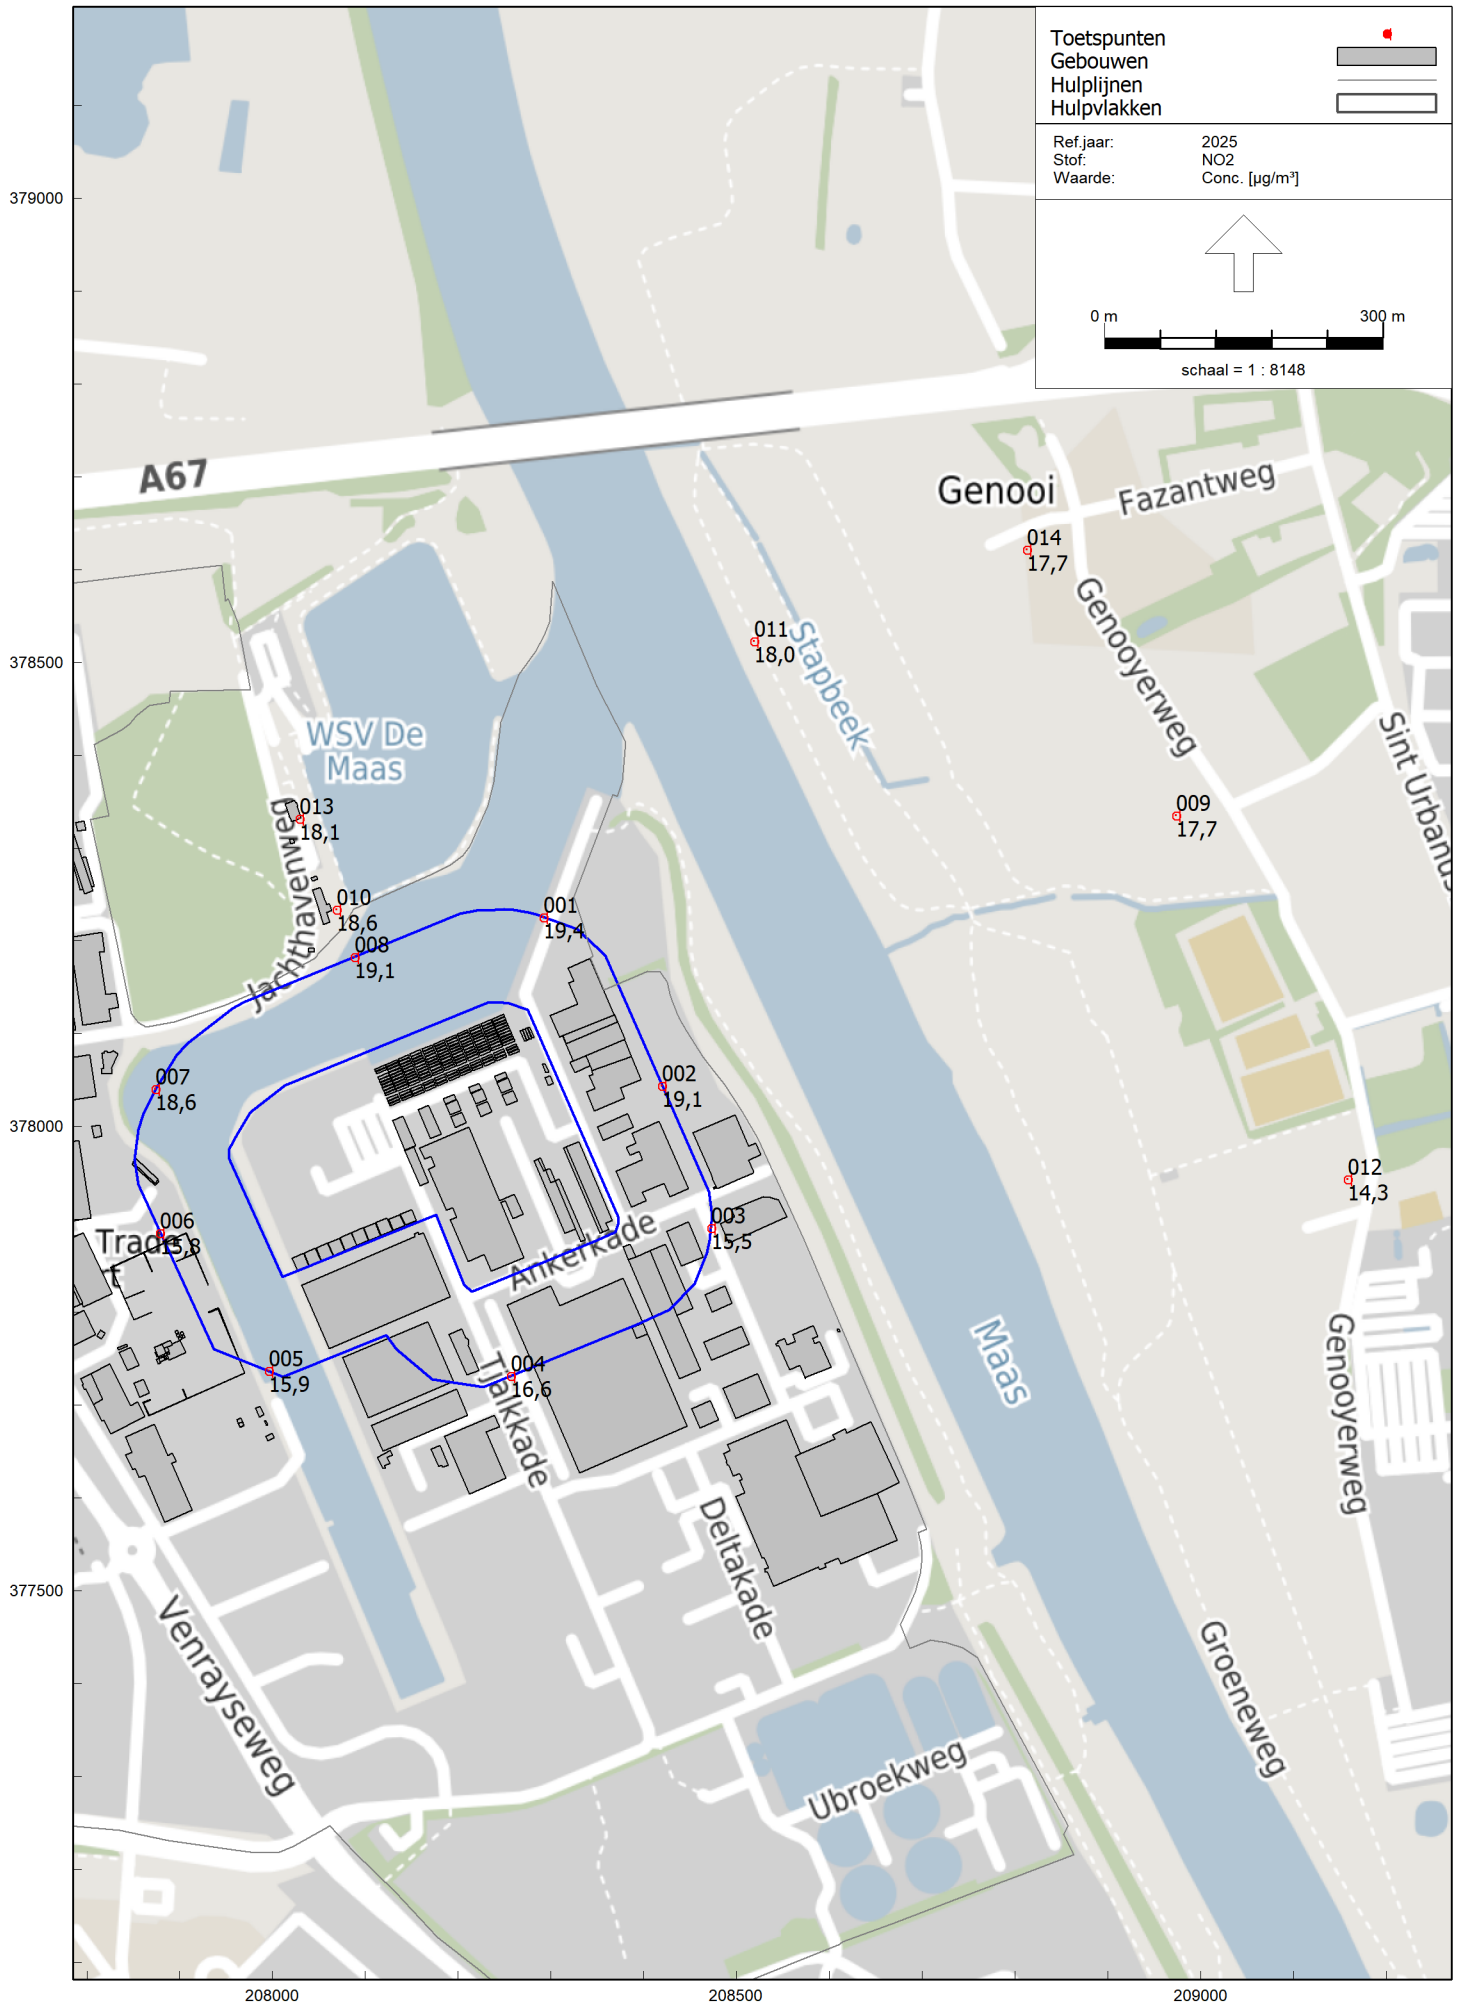 Toetspunten
Gebouwen
Hulplijnen
Hulpvlakken
Ref.jaar: 2025
Stof: NO2
Waarde: Conc. [µg/m³]
0 m 300 m
schaal = 1 : 8148
379000
A67
Genooi
Fazantweg
014
17,7
Genooyerweg
011
18,0
Stapbeek
378500
WSV De
Maas
Sint Urbanus
013
18,1
009
17,7
Jachthavenweg
010
18,6
001
19,4
008
19,1
007
18,6
002
19,1
378000
012
14,3
006
15,8
Trade
rt
003
15,5
Ankerkade
005
15,9
004
16,6
Tjalkkade
Maas
Genooyerweg
Deltakade
377500
Venrayseweg
Groeneweg
Ubroekweg
208000 208500 209000